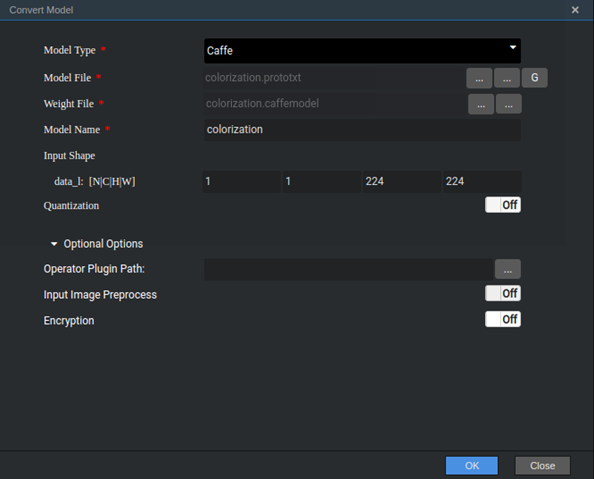 Convert Model ×
Model Type * Caffe
Model File * colorization.prototxt ... ... G
Weight File * colorization.caffemodel ... ...
Model Name * colorization
Input Shape
data_l: [N|C|H|W] 1 1 224 224
Quantization Off
Optional Options
Operator Plugin Path: ...
Input Image Preprocess Off
Encryption Off
OK Close